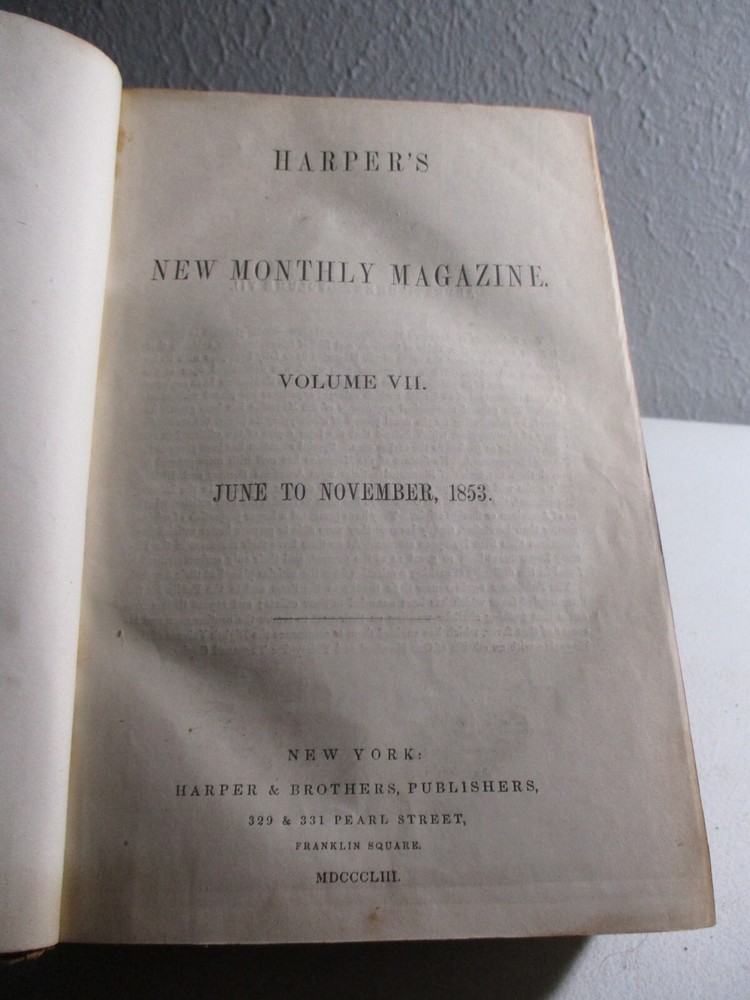 HARPER'S
NEW MONTHLY MAGAZINE.
VOLUME VII.
JUNE TO NOVEMBER, 1853.
NEW YORK:
HARPER & BROTHERS, PUBLISHERS,
329 & 331 PEARL STREET,
FRANKLIN SQUARE.
MDCCCLIII.